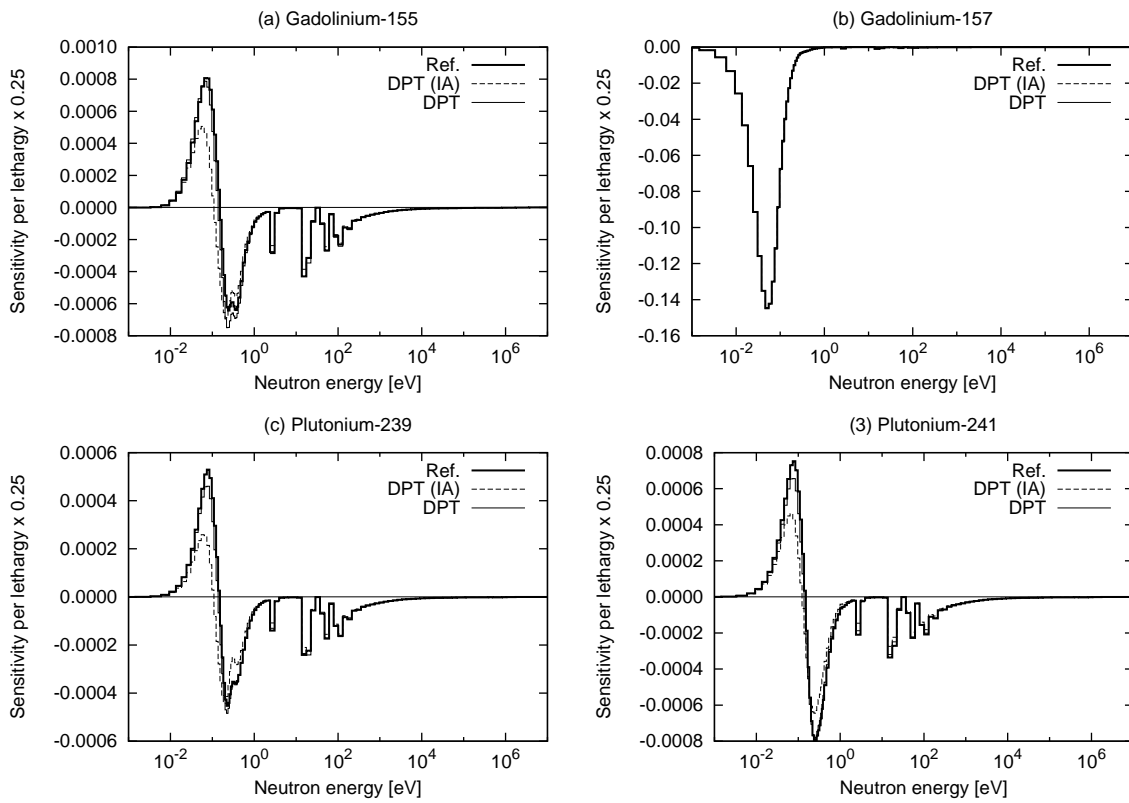 (a) Gadolinium-155
Sensitivity per lethargy x 0.25
0.0010
0.0008
0.0006
0.0004
0.0002
0.0000
-0.0002
-0.0004
-0.0006
-0.0008
Ref.
DPT (IA)
DPT
10^-2 10^0 10^2 10^4 10^6
Neutron energy [eV]
(b) Gadolinium-157
Sensitivity per lethargy x 0.25
0.00
-0.02
-0.04
-0.06
-0.08
-0.10
-0.12
-0.14
-0.16
Ref.
DPT (IA)
DPT
10^-2 10^0 10^2 10^4 10^6
Neutron energy [eV]
(c) Plutonium-239
Sensitivity per lethargy x 0.25
0.0006
0.0004
0.0002
0.0000
-0.0002
-0.0004
-0.0006
Ref.
DPT (IA)
DPT
10^-2 10^0 10^2 10^4 10^6
Neutron energy [eV]
(3) Plutonium-241
Sensitivity per lethargy x 0.25
0.0008
0.0006
0.0004
0.0002
0.0000
-0.0002
-0.0004
-0.0006
-0.0008
Ref.
DPT (IA)
DPT
10^-2 10^0 10^2 10^4 10^6
Neutron energy [eV]